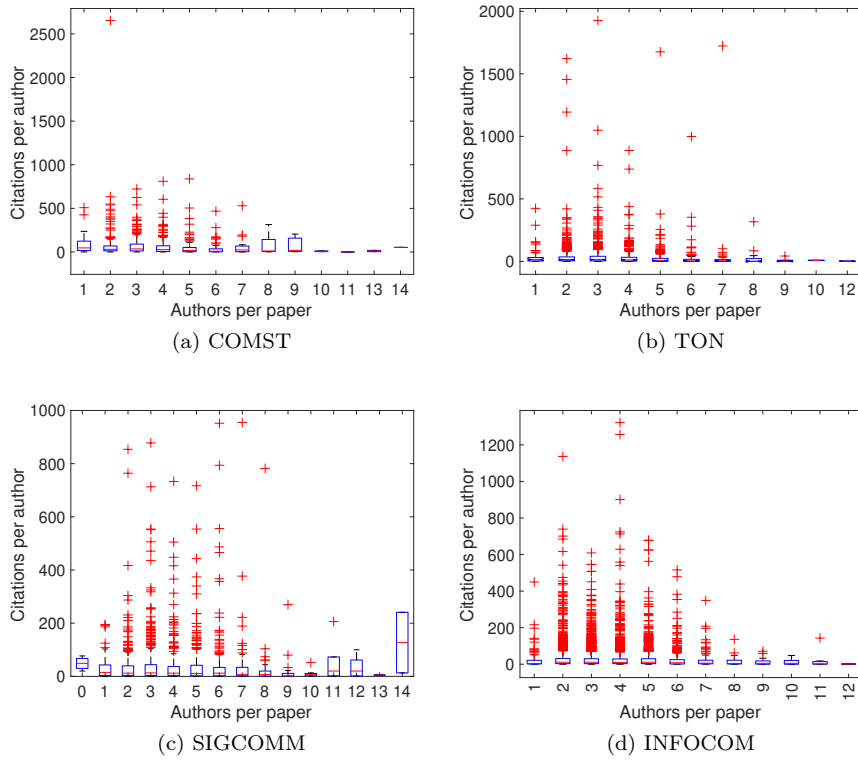 2500
2000
1500
1000
500
0
Citations per author
1 2 3 4 5 6 7 8 9 10 11 13 14
Authors per paper
(a) COMST
2000
1500
1000
500
0
Citations per author
1 2 3 4 5 6 7 8 9 10 12
Authors per paper
(b) TON
1000
800
600
400
200
0
Citations per author
0 1 2 3 4 5 6 7 8 9 10 11 12 13 14
Authors per paper
(c) SIGCOMM
1200
1000
800
600
400
200
0
Citations per author
1 2 3 4 5 6 7 8 9 10 11 12
Authors per paper
(d) INFOCOM